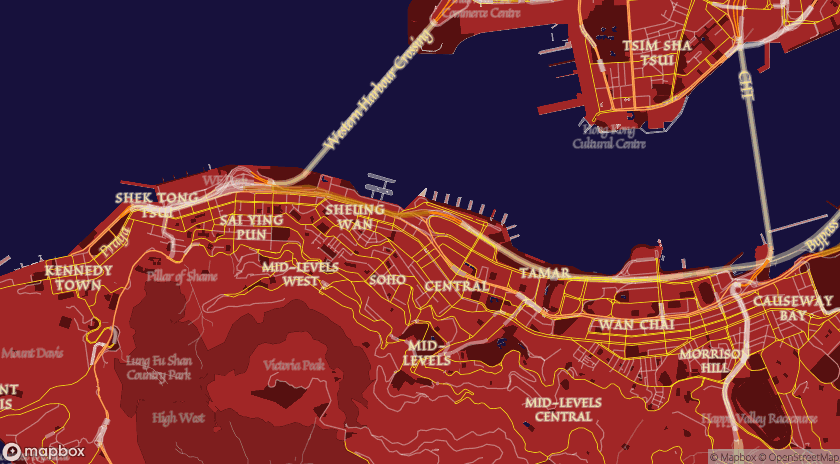 Commerce Centre
TSIM SHA
TSUI
Western Harbour Crossing
CHT
Hong Kong
Cultural Centre
SHEK TONG
TSUI
SAI YING
PUN
SHEUNG
WAN
Praya
Bypass
KENNEDY
TOWN
Pillar of Shame
MID-LEVELS
WEST
SOHO
CENTRAL
TAMAR
WAN CHAI
CAUSEWAY
BAY
Mount Davis
Lung Fu Shan
Country Park
Victoria Peak
MID-
LEVELS
MORRISON
HILL
High West
MID-LEVELS
CENTRAL
Happy Valley Racecourse
mapbox
© Mapbox © OpenStreetMap